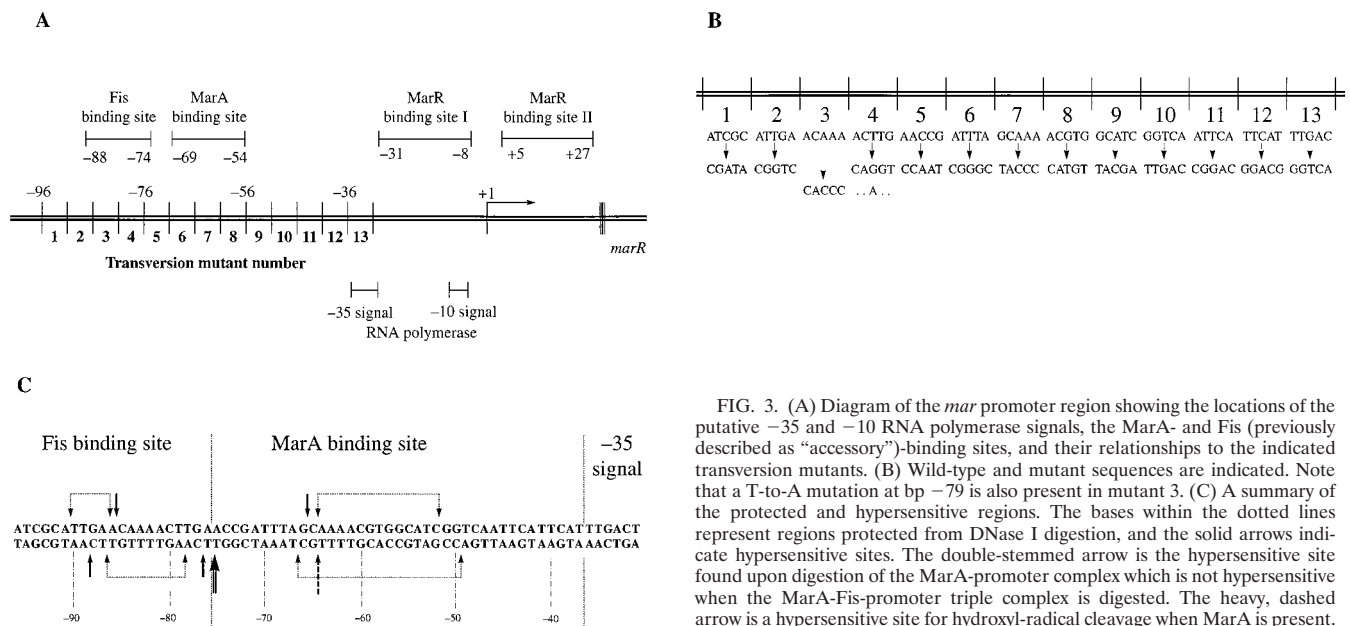 A
Fis
binding site
MarA
binding site
MarR
binding site I
MarR
binding site II
−88 −74 −69 −54 −31 −8 +5 +27
−96 −76 −56 −36 +1
1 2 3 4 5 6 7 8 9 10 11 12 13
marR
Transversion mutant number
−35 signal −10 signal
RNA polymerase
B
1 2 3 4 5 6 7 8 9 10 11 12 13
ATCGC ATTGA ACAAA ACTTG AACCG ATTTA GCAAA ACGTG GCATC GGTCA ATTCA TTCAT TTGAC
CGATA CGGTC CAGGT CCAAT CGGGC TACCC CATGT TACGA TTGAC CGGAC GGACG GGTCA
CACCC . . A . .
C
Fis binding site MarA binding site −35
signal
ATCGCATTGAACAAAACTTGAACCGATTTAGCAAAACGTGGCATCGGTCAATTCATTCATTTGACT
TAGCGTAACTTGTTTTGAACTTGGCTAAATCGTTTTGCACCGTAGCCAGTTAAGTAAGTAAACTGA
−90 −80 −70 −60 −50 −40
FIG. 3. (A) Diagram of the mar promoter region showing the locations of the
putative −35 and −10 RNA polymerase signals, the MarA- and Fis (previously
described as “accessory”)-binding sites, and their relationships to the indicated
transversion mutants. (B) Wild-type and mutant sequences are indicated. Note
that a T-to-A mutation at bp −79 is also present in mutant 3. (C) A summary of
the protected and hypersensitive regions. The bases within the dotted lines
represent regions protected from DNase I digestion, and the solid arrows indi-
cate hypersensitive sites. The double-stemmed arrow is the hypersensitive site
found upon digestion of the MarA-promoter complex which is not hypersensitive
when the MarA-Fis-promoter triple complex is digested. The heavy, dashed
arrow is a hypersensitive site for hydroxyl-radical cleavage when MarA is present.